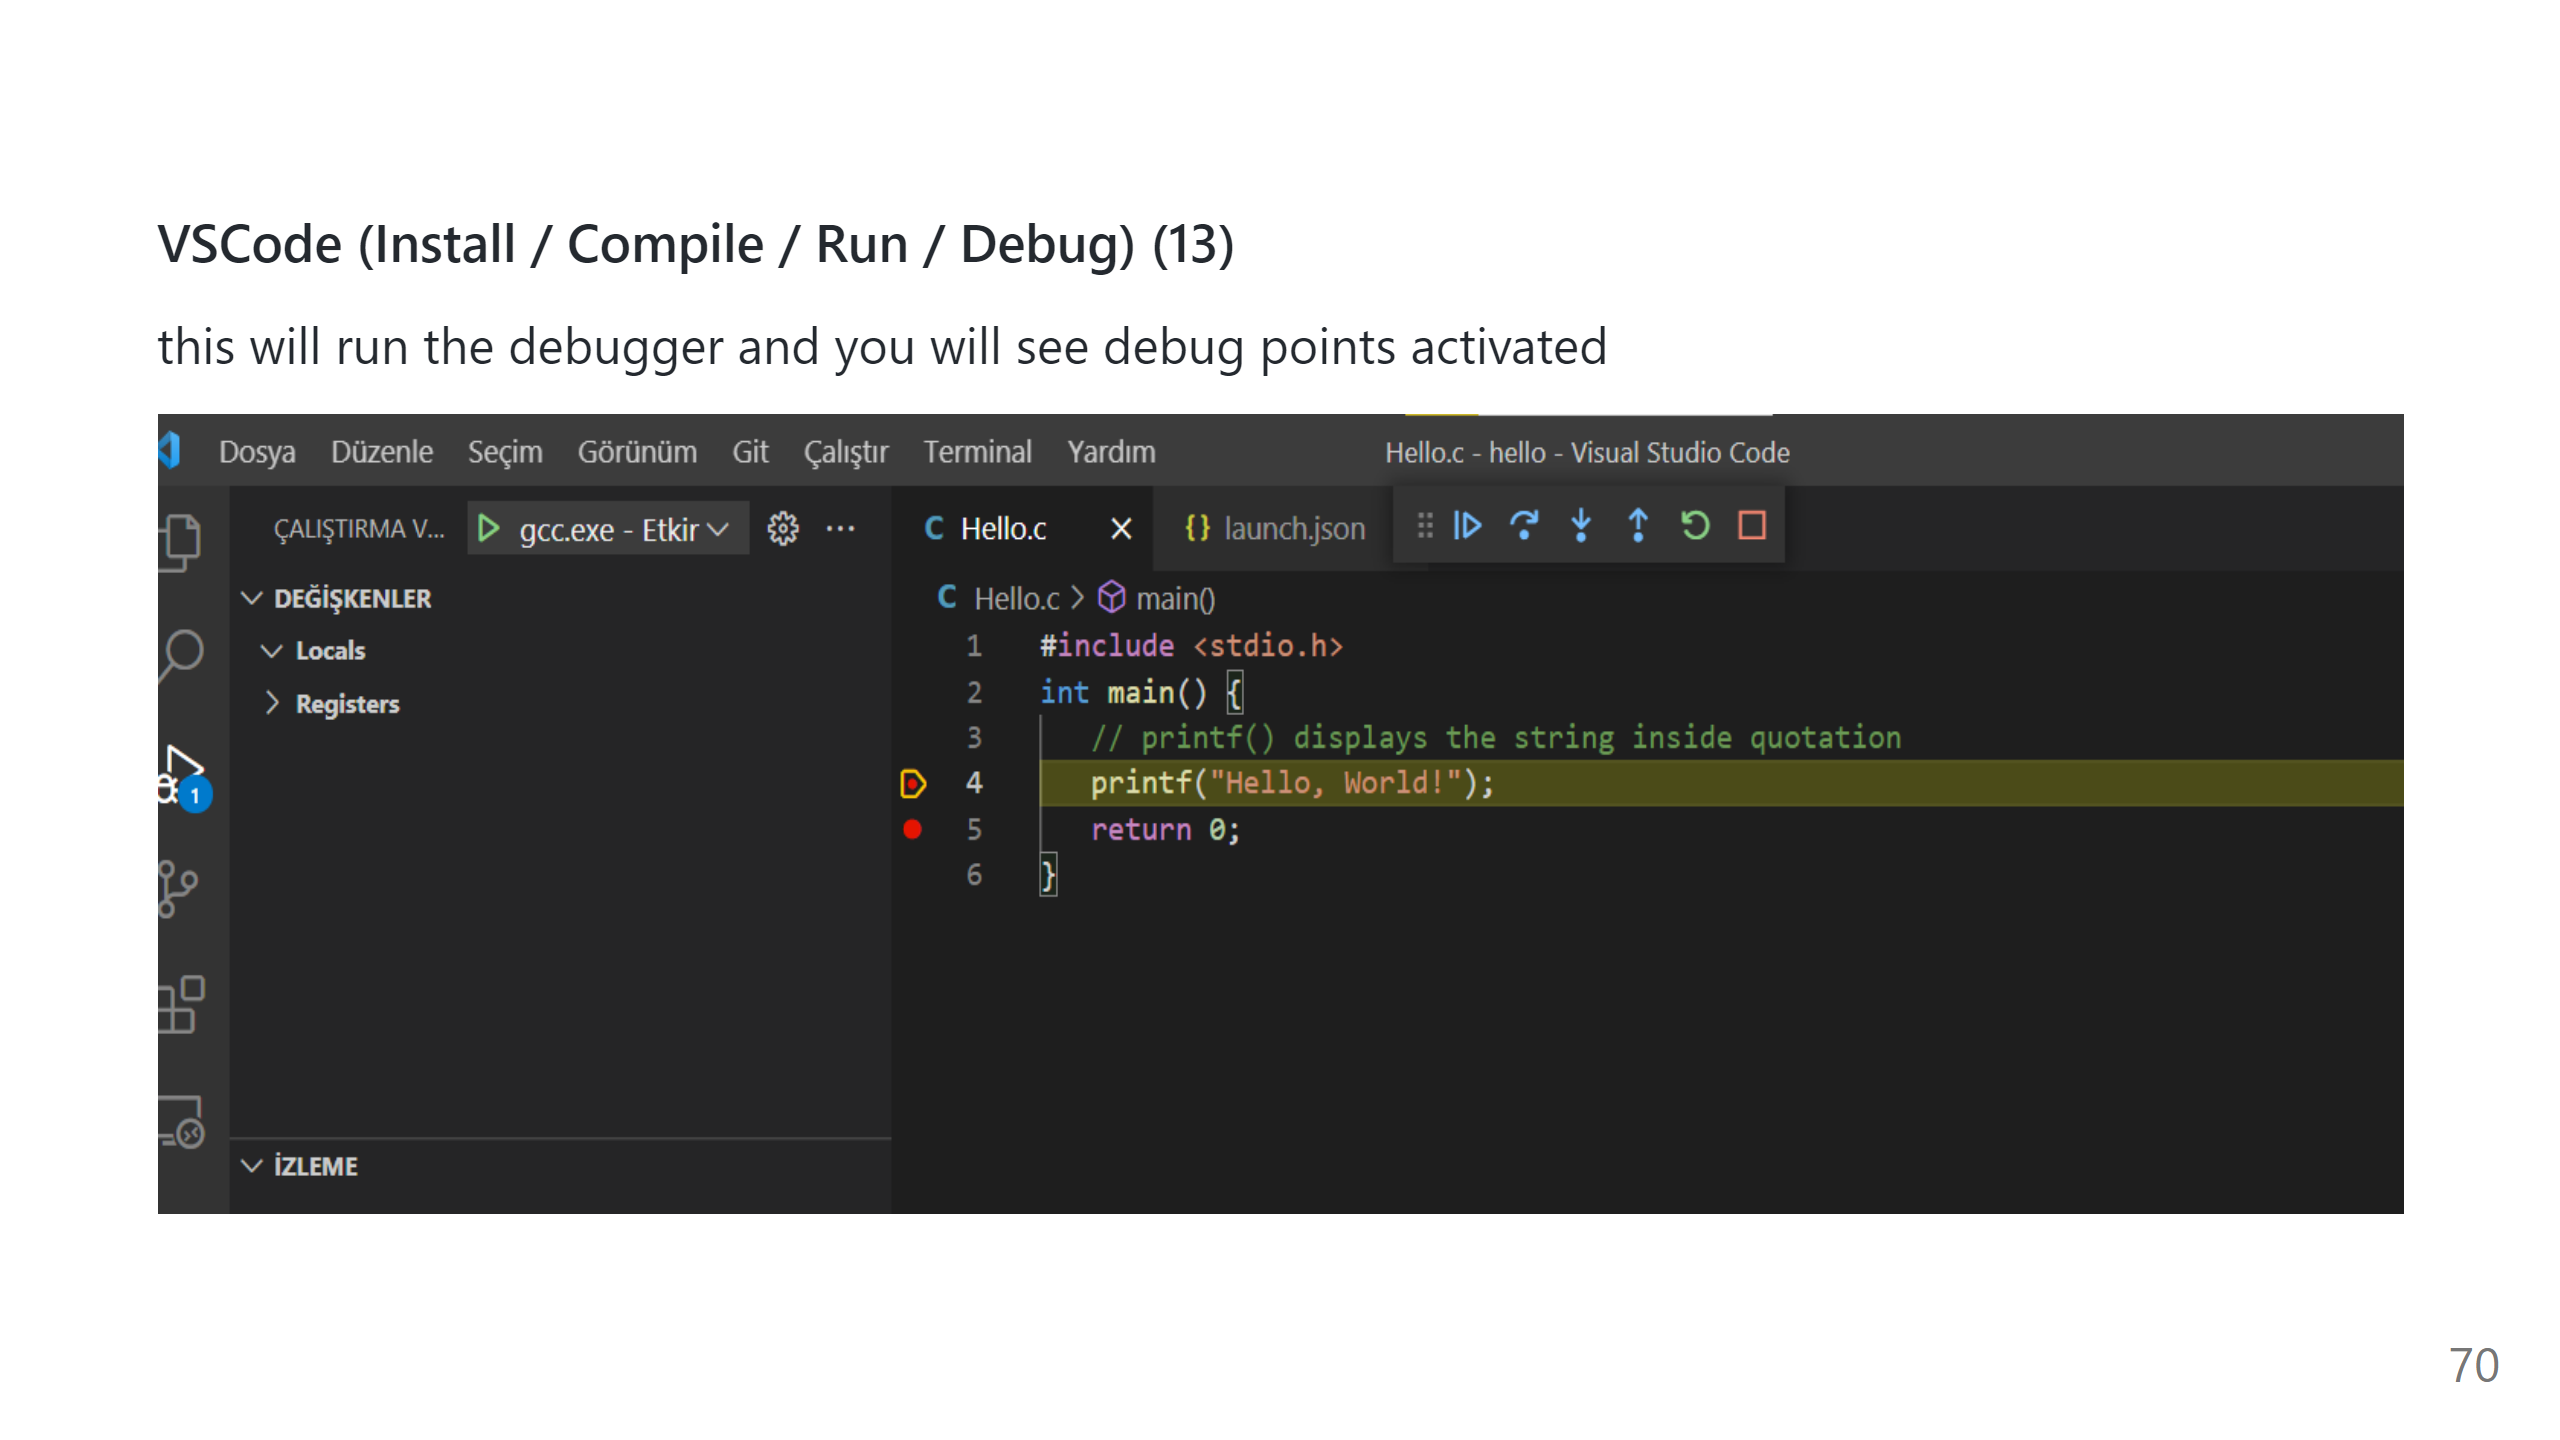 VSCode (Install / Compile / Run / Debug) (13)
this will run the debugger and you will see debug points activated
Dosya Düzenle Seçim Görünüm Git Çalıştır Terminal Yardım Hello.c - hello - Visual Studio Code
ÇALIŞTIRMA V... gcc.exe - Etkir ... C Hello.c {} launch.json
DEĞİŞKENLER
Locals
Registers
1
İZLEME
C Hello.c > main()
1 #include <stdio.h>
2 int main() {
3 // printf() displays the string inside quotation
4 printf("Hello, World!");
5 return 0;
6 }
70